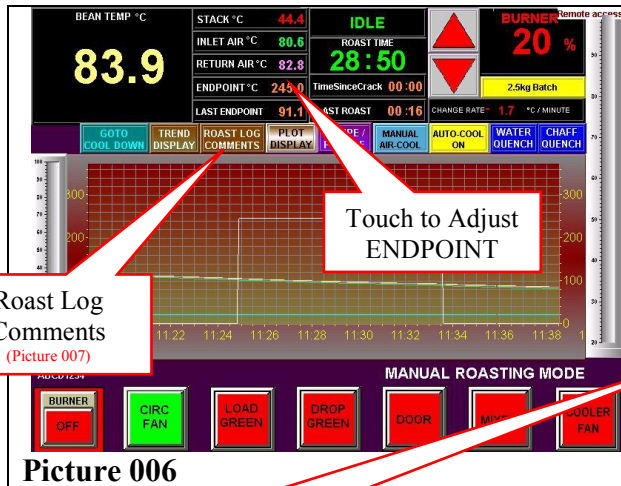 BEAN TEMP °C
83.9
STACK °C 44.4
INLET AIR °C 80.6
RETURN AIR °C 82.8
ENDPOINT °C 245.0
LAST ENDPOINT 91.1
IDLE
ROAST TIME
28:50
TimeSinceCrack 00:00
AST ROAST 00:16
BURNER
Remote access
20 %
2.5kg Batch
CHANGE RATE= 1.7 °C / MINUTE
GOTO COOL DOWN
TREND DISPLAY
ROAST LOG COMMENTS
PLOT DISPLAY
MANUAL AIR-COOL
AUTO-COOL ON
WATER QUENCH
CHAFF QUENCH
300
200
300
200
100
0
Touch to Adjust
ENDPOINT
Roast Log
Comments
(Picture 007)
11:22 11:24 11:26 11:28 11:30 11:32 11:34 11:36 11:38 1
ABCD1234
MANUAL ROASTING MODE
BURNER
OFF
CIRC FAN
LOAD GREEN
DROP GREEN
DOOR
COOLER FAN
Picture 006